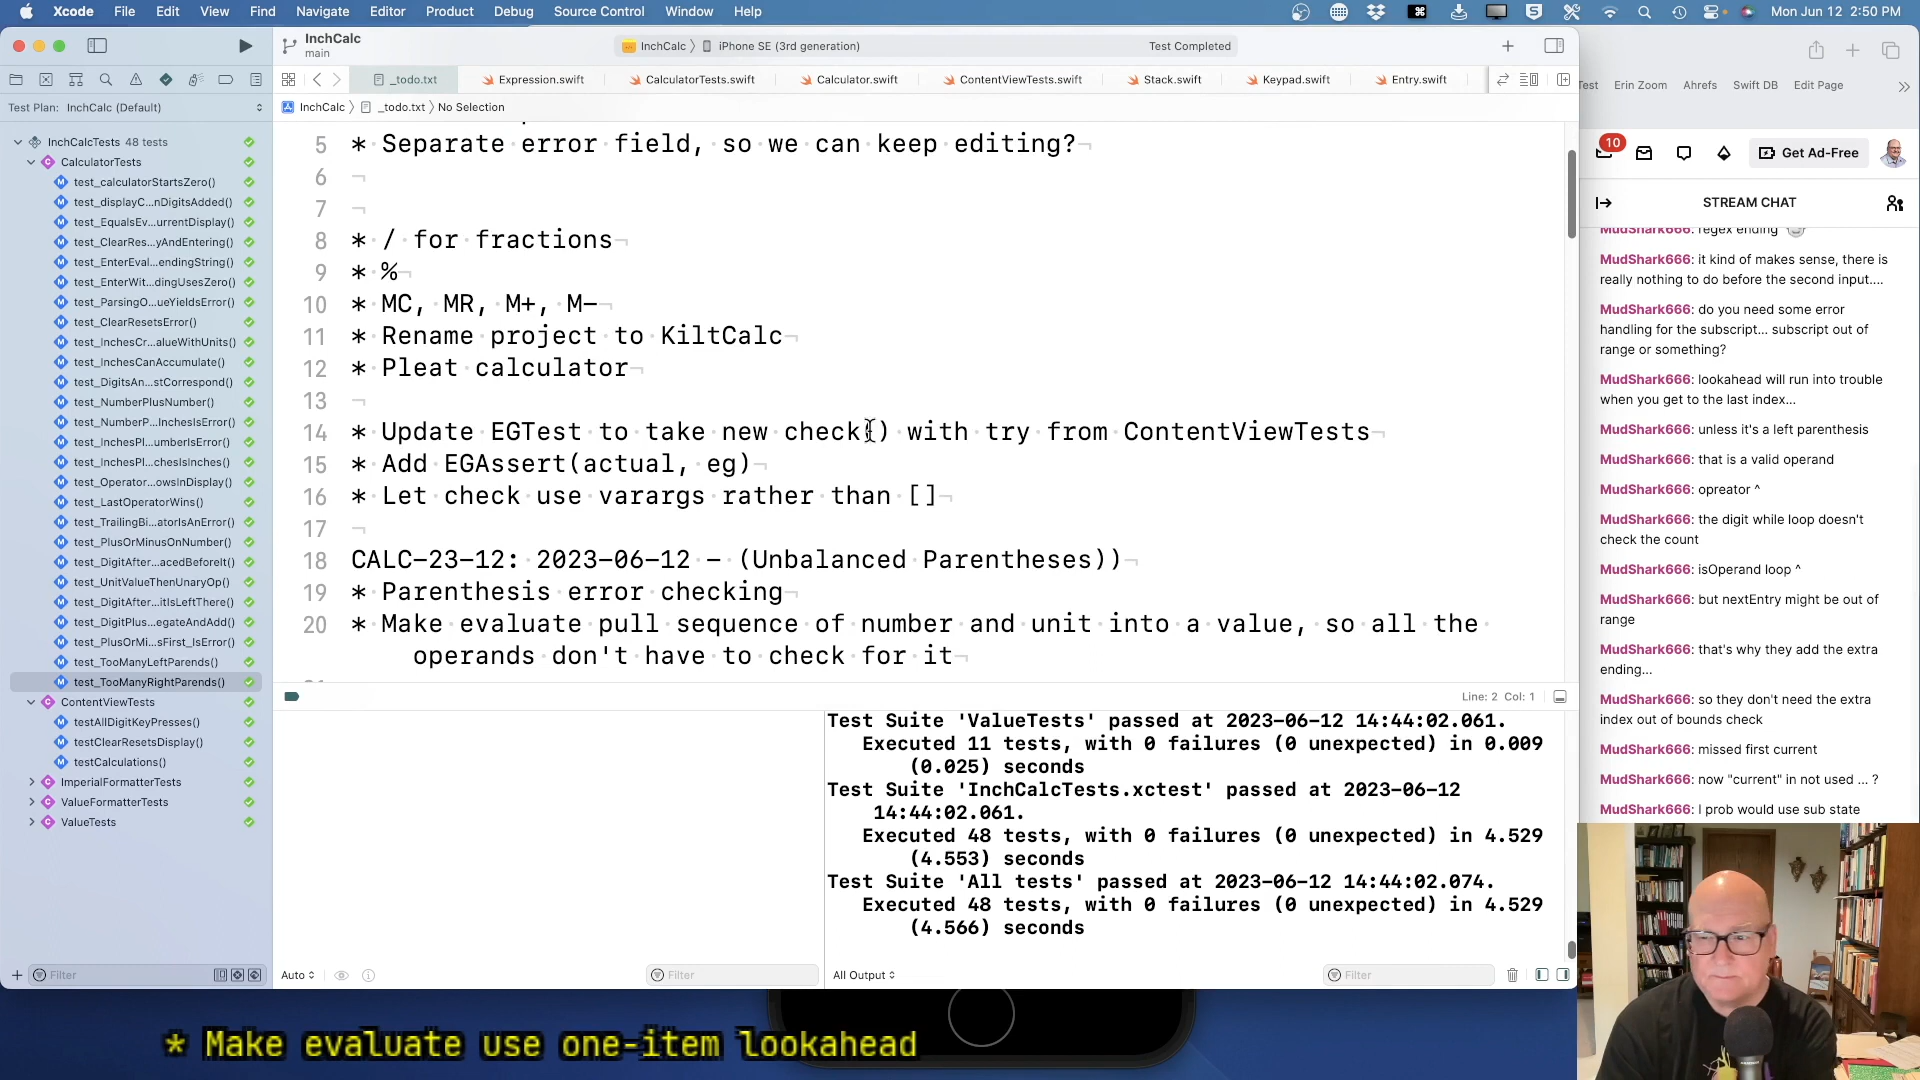 Xcode File Edit View Find Navigate Editor Product Debug Source Control Window Help
Mon Jun 12 2:50 PM
InchCalc
main
InchCalc 〉 iPhone SE (3rd generation)
Test Completed
_todo.txt
Expression.swift
CalculatorTests.swift
Calculator.swift
ContentViewTests.swift
Stack.swift
Keypad.swift
Entry.swift
Erin Zoom
Ahrefs
Swift DB
Edit Page
Test Plan: InchCalc (Default)
InchCalc 〉 _todo.txt 〉 No Selection
InchCalcTests 48 tests
CalculatorTests
test_calculatorStartsZero()
test_displayC...nDigitsAdded()
test_EqualsEv...urrentDisplay()
test_ClearRes...yAndEntering()
test_EnterEval...endingString()
test_EnterWit...dingUsesZero()
test_ParsingO...ueYieldsError()
test_ClearResetsError()
test_InchesCr...alueWithUnits()
test_InchesCanAccumulate()
test_DigitsAn...stCorrespond()
test_NumberPlusNumber()
test_NumberP...InchesIsError()
test_InchesPl...umberIsError()
test_InchesPl...chesIsInches()
test_Operator...owsInDisplay()
test_LastOperatorWins()
test_TrailingBi...atorIsAnError()
test_PlusOrMinusOnNumber()
test_DigitAfter...acedBeforeIt()
test_UnitValueThenUnaryOp()
test_DigitAfter...itIsLeftThere()
test_DigitPlus...egateAndAdd()
test_PlusOrMi...sFirst_IsError()
test_TooManyLeftParends()
test_TooManyRightParends()
ContentViewTests
testAllDigitKeyPresses()
testClearResetsDisplay()
testCalculations()
ImperialFormatterTests
ValueFormatterTests
ValueTests
Filter
5 * Separate error field, so we can keep editing?
6
7
8 * / for fractions
9 * %
10 * MC, MR, M+, M-
11 * Rename project to KiltCalc
12 * Pleat calculator
13
14 * Update EGTest to take new check() with try from ContentViewTests
15 * Add EGAssert(actual, eg)
16 * Let check use varargs rather than []
17
18 CALC-23-12: 2023-06-12 - (Unbalanced Parentheses))
19 * Parenthesis error checking
20 * Make evaluate pull sequence of number and unit into a value, so all the
operands don't have to check for it
Line: 2 Col: 1
Test Suite 'ValueTests' passed at 2023-06-12 14:44:02.061.
Executed 11 tests, with 0 failures (0 unexpected) in 0.009
(0.025) seconds
Test Suite 'InchCalcTests.xctest' passed at 2023-06-12
14:44:02.061.
Executed 48 tests, with 0 failures (0 unexpected) in 4.529
(4.553) seconds
Test Suite 'All tests' passed at 2023-06-12 14:44:02.074.
Executed 48 tests, with 0 failures (0 unexpected) in 4.529
(4.566) seconds
Auto
Filter
All Output
Filter
10
Get Ad-Free
STREAM CHAT
MudShark666: regex ending
MudShark666: it kind of makes sense, there is
really nothing to do before the second input....
MudShark666: do you need some error
handling for the subscript... subscript out of
range or something?
MudShark666: lookahead will run into trouble
when you get to the last index...
MudShark666: unless it's a left parenthesis
MudShark666: that is a valid operand
MudShark666: opreator ^
MudShark666: the digit while loop doesn't
check the count
MudShark666: isOperand loop ^
MudShark666: but nextEntry might be out of
range
MudShark666: that's why they add the extra
ending...
MudShark666: so they don't need the extra
index out of bounds check
MudShark666: missed first current
MudShark666: now "current" in not used ... ?
MudShark666: I prob would use sub state
* Make evaluate use one-item lookahead